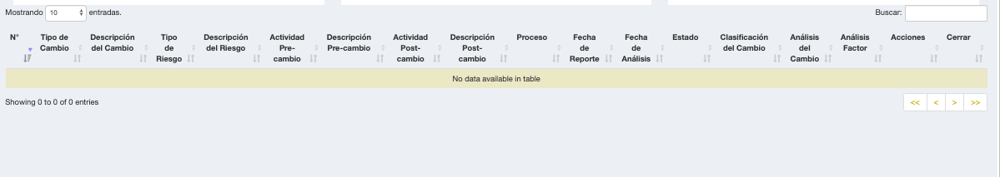 Mostrando 10 entradas. Buscar:
N° Tipo de Cambio Descripción del Cambio Tipo de Riesgo Descripción del Riesgo Actividad Pre-cambio Descripción Pre-cambio Actividad Post-cambio Descripción Post-cambio Proceso Fecha de Reporte Fecha de Análisis Estado Clasificación del Cambio Análisis del Cambio Análisis Factor Acciones Cerrar
No data available in table
Showing 0 to 0 of 0 entries << < > >>